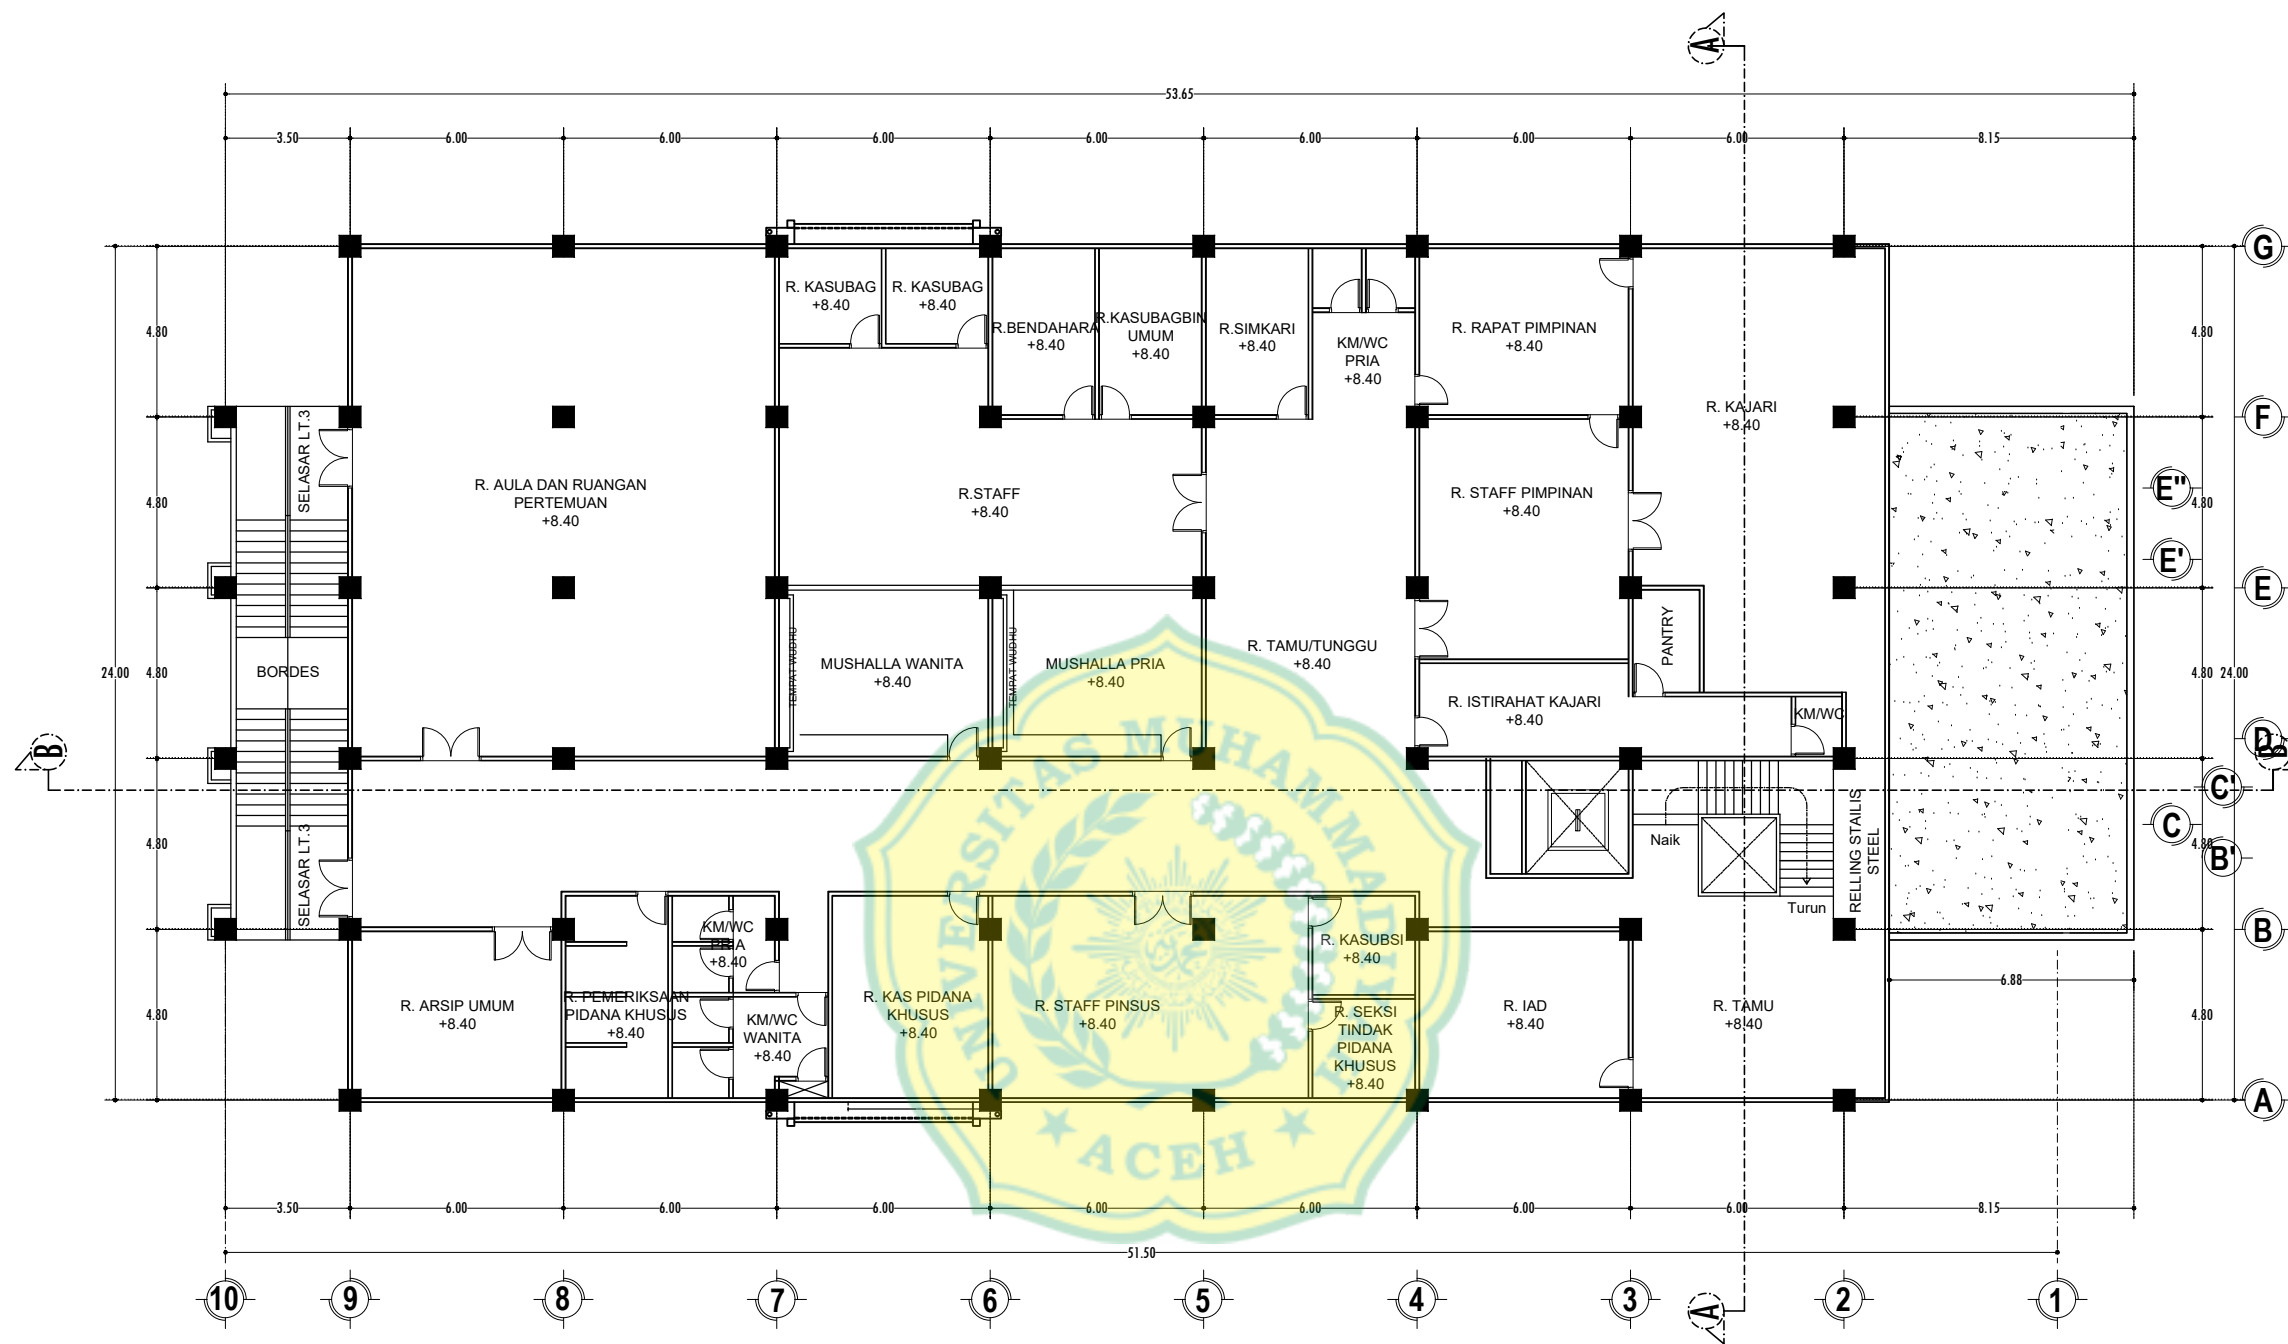 A
53.65
3.50
6.00
6.00
6.00
6.00
6.00
6.00
6.00
8.15
G
F
E"
E'
E
D
C'
C
B'
B
A
4.80
4.80
4.80
4.80
4.80
24.00
4.80
4.80
4.80
4.80
4.80
24.00
R. KASUBAG
+8.40
R. KASUBAG
+8.40
R.BENDAHARA
+8.40
R.KASUBAGBIN
UMUM
+8.40
R.SIMKARI
+8.40
KM/WC
PRIA
+8.40
R. RAPAT PIMPINAN
+8.40
R. KAJARI
+8.40
SELASAR LT.3
R. AULA DAN RUANGAN
PERTEMUAN
+8.40
R.STAFF
+8.40
R. STAFF PIMPINAN
+8.40
BORDES
TEMPAT WUDHU
MUSHALLA WANITA
+8.40
TEMPAT WUDHU
MUSHALLA PRIA
+8.40
R. TAMU/TUNGGU
+8.40
PANTRY
R. ISTIRAHAT KAJARI
+8.40
KM/WC
B
B
SELASAR LT.3
Naik
Turun
RELLING STAILIS
STEEL
R. ARSIP UMUM
+8.40
R. PEMERIKSAAN
PIDANA KHUSUS
+8.40
KM/WC
PRIA
+8.40
KM/WC
WANITA
+8.40
R. KAS PIDANA
KHUSUS
+8.40
R. STAFF PINSUS
+8.40
R. KASUBSI
+8.40
R. SEKSI
TINDAK
PIDANA
KHUSUS
+8.40
R. IAD
+8.40
R. TAMU
+8.40
6.88
UNIVERSITAS MUHAMMADIYAH
ACEH
3.50
6.00
6.00
6.00
6.00
6.00
6.00
6.00
8.15
51.50
10
9
8
7
6
5
4
3
A
2
1